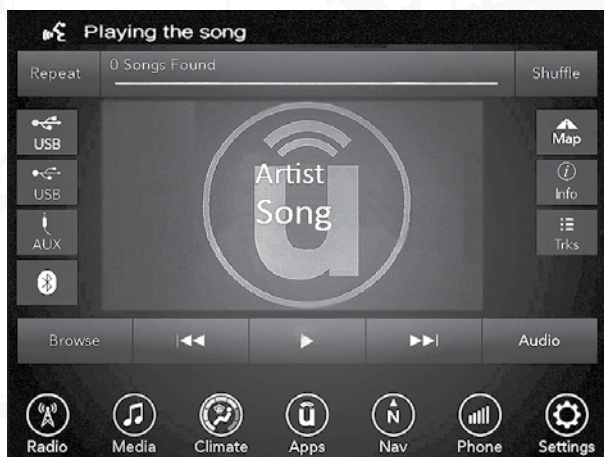 Playing the song
Repeat
0 Songs Found
Shuffle
USB
Map
USB
Artist
Info
Song
AUX
Trks
Browse
Audio
Radio
Media
Climate
Apps
Nav
Phone
Settings